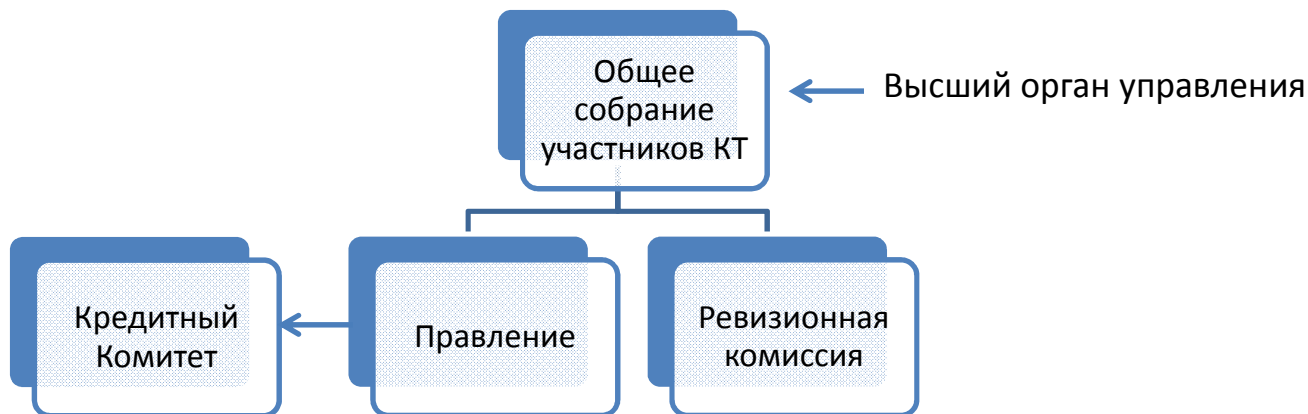 Общее
собрание
участников КТ
Высший орган управления
Кредитный
Комитет
Правление
Ревизионная
комиссия